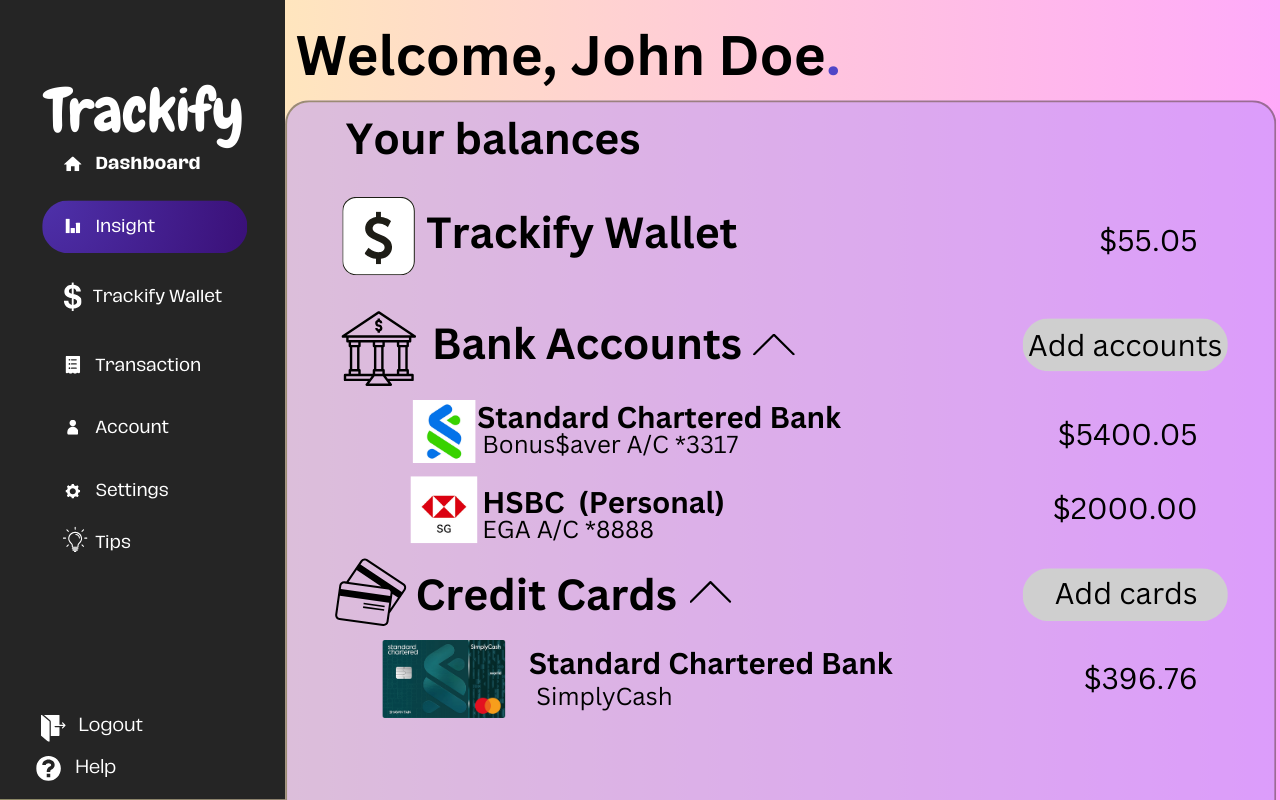 Trackify
Dashboard
Insight
$ Trackify Wallet
Transaction
Account
Settings
Tips
Logout
? Help
Welcome, John Doe.
Your balances
$ Trackify Wallet $55.05
$ Bank Accounts Add accounts
Standard Chartered Bank
Bonus$aver A/C *3317 $5400.05
HSBC (Personal) $2000.00
SG EGA A/C *8888
Credit Cards Add cards
standard
chartered
SimplyCash
Standard Chartered Bank
SimplyCash $396.76